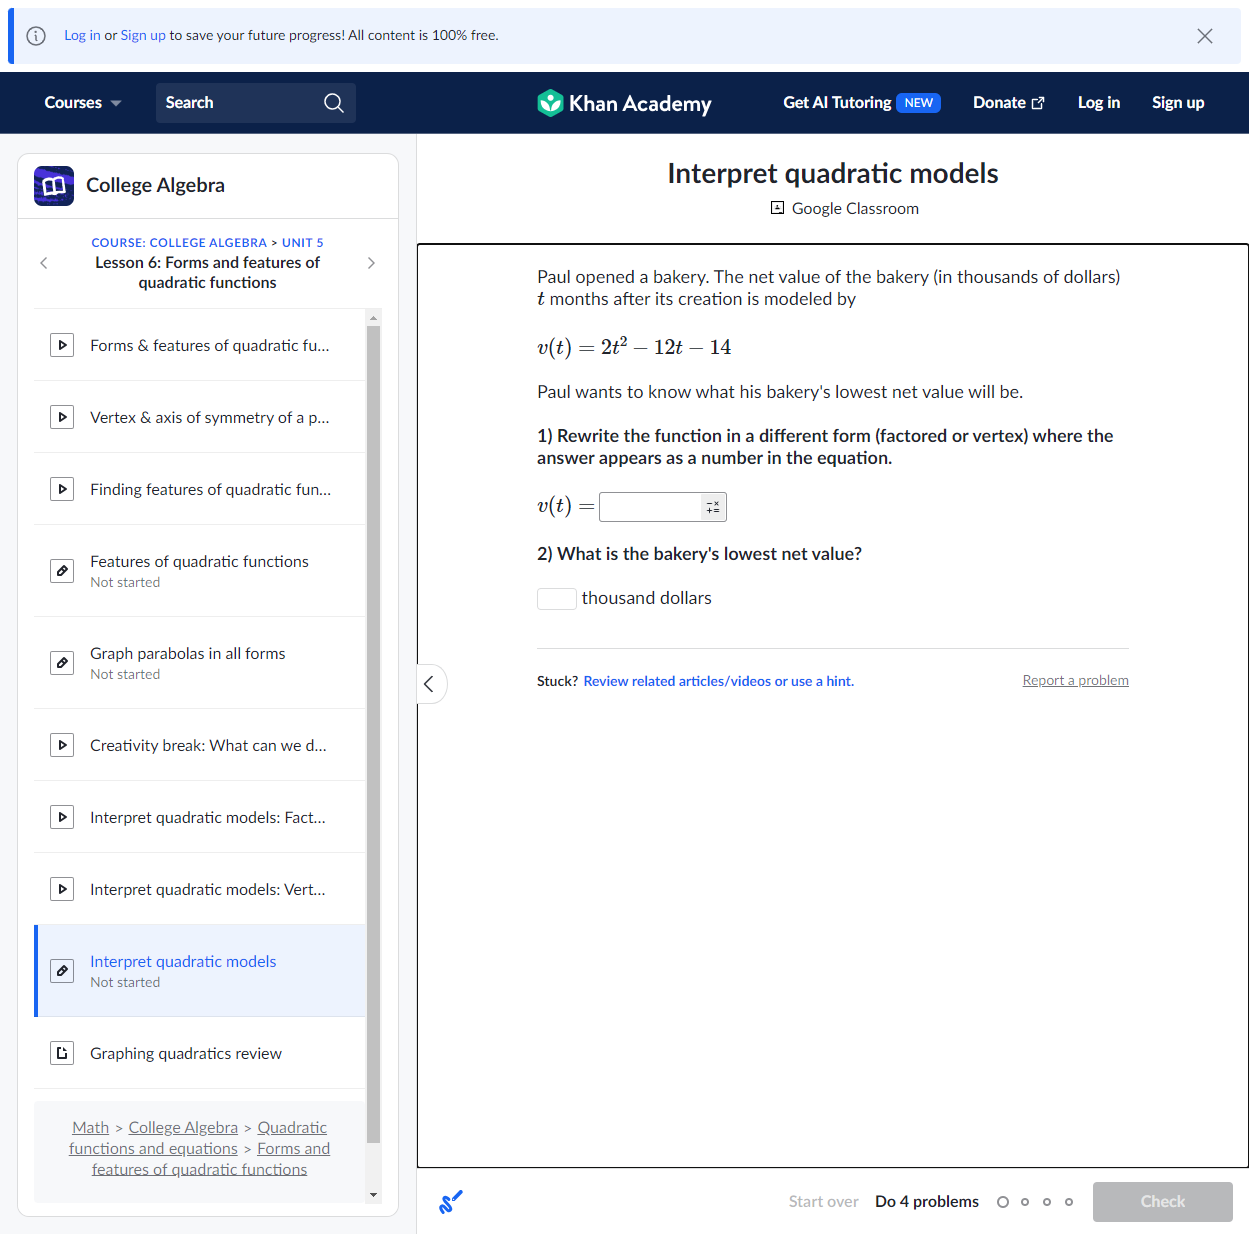 Log in or Sign up to save your future progress! All content is 100% free.
Courses
Search
Khan Academy
Get AI Tutoring NEW
Donate
Log in
Sign up
College Algebra
COURSE: COLLEGE ALGEBRA > UNIT 5
Lesson 6: Forms and features of
quadratic functions
Forms & features of quadratic fu...
Vertex & axis of symmetry of a p...
Finding features of quadratic fun...
Features of quadratic functions
Not started
Graph parabolas in all forms
Not started
Creativity break: What can we d...
Interpret quadratic models: Fact...
Interpret quadratic models: Vert...
Interpret quadratic models
Not started
Graphing quadratics review
Math > College Algebra > Quadratic
functions and equations > Forms and
features of quadratic functions
Interpret quadratic models
Google Classroom
Paul opened a bakery. The net value of the bakery (in thousands of dollars)
t months after its creation is modeled by
v(t) = 2t² − 12t − 14
Paul wants to know what his bakery's lowest net value will be.
1) Rewrite the function in a different form (factored or vertex) where the
answer appears as a number in the equation.
v(t) =
2) What is the bakery's lowest net value?
thousand dollars
Stuck? Review related articles/videos or use a hint.
Report a problem
Start over
Do 4 problems
Check